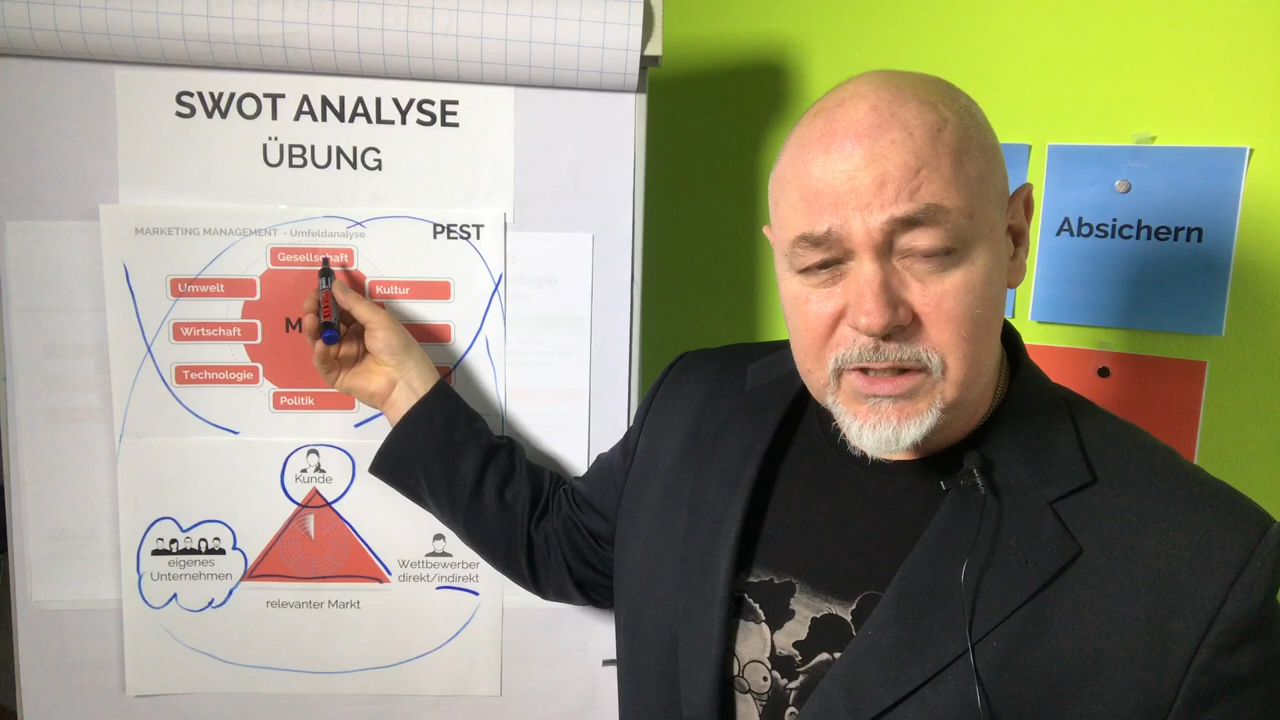 SWOT ANALYSE
ÜBUNG
MARKETING MANAGEMENT - Umfeldanalyse
PEST
Gesellschaft
Umwelt
Kultur
Wirtschaft
M
Technologie
Politik
Kunde
eigenes
Unternehmen
Wettbewerber
direkt/indirekt
relevanter Markt
Absichern